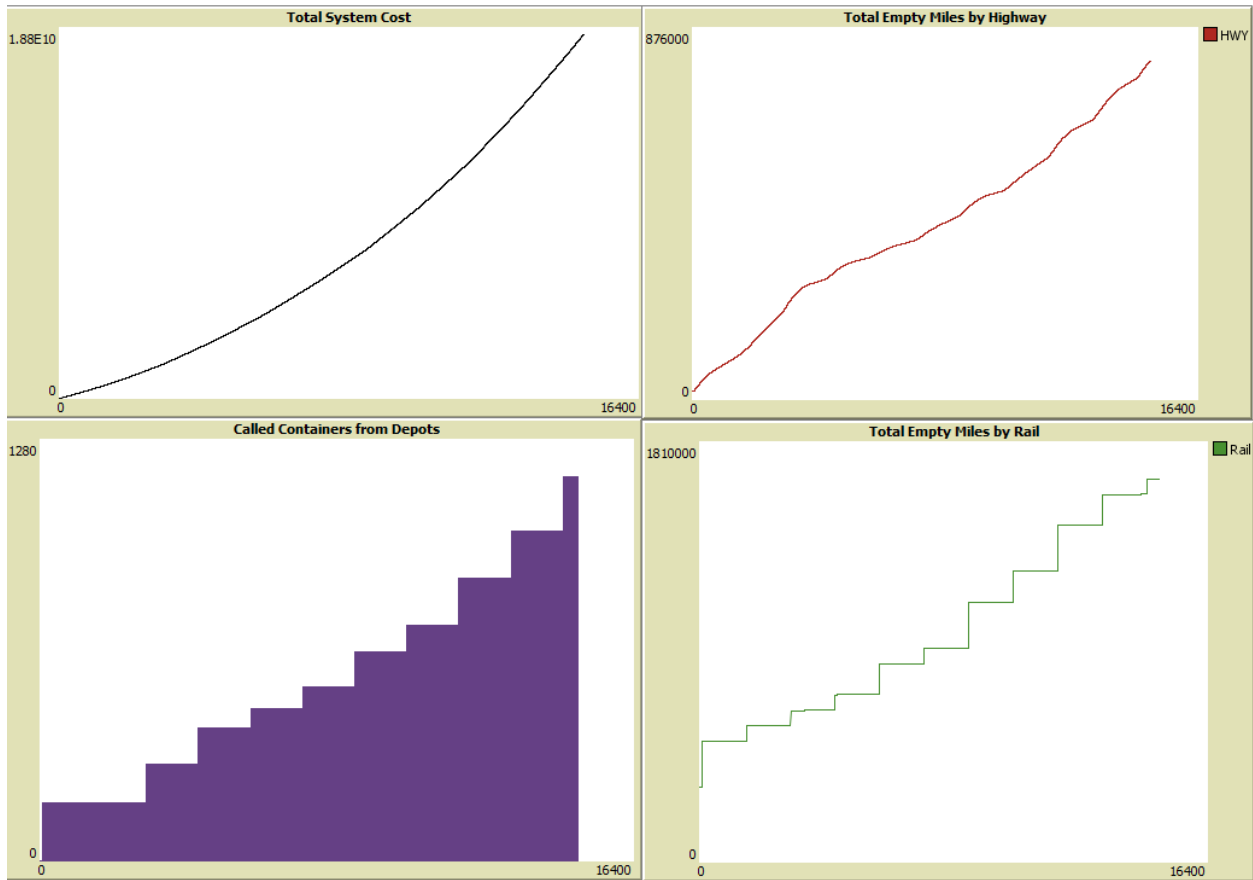 Total System Cost
1.88E10
0
0
16400
Total Empty Miles by Highway
876000
HWY
0
0
16400
Called Containers from Depots
1280
0
0
16400
Total Empty Miles by Rail
1810000
Rail
0
0
16400